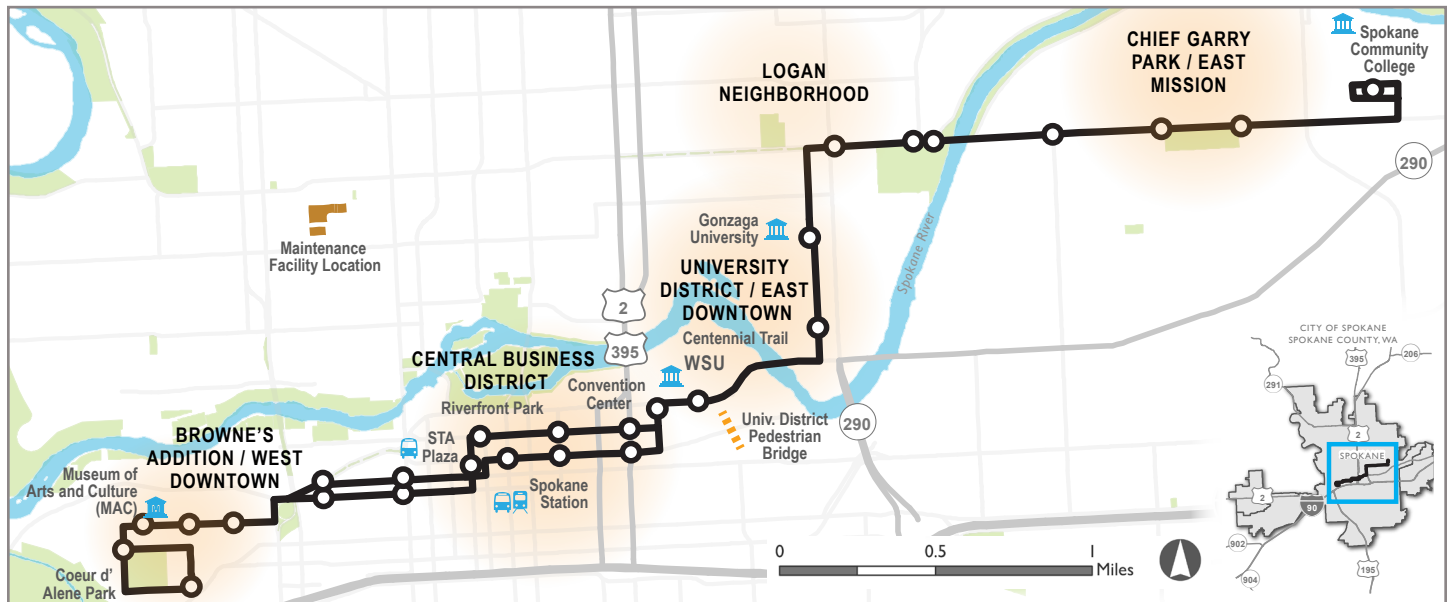 LOGAN
NEIGHBORHOOD
CHIEF GARRY
PARK / EAST
MISSION
Spokane
Community
College
290
Maintenance
Facility Location
Gonzaga
University
Spokane River
UNIVERSITY
DISTRICT / EAST
DOWNTOWN
2
395
Centennial Trail
WSU
CENTRAL BUSINESS
DISTRICT
Convention
Center
Riverfront Park
STA
Plaza
Univ. District
Pedestrian
Bridge
290
BROWNE'S
ADDITION / WEST
DOWNTOWN
Museum of
Arts and Culture
(MAC)
M
Spokane
Station
Coeur d'
Alene Park
0
0.5
1
Miles
CITY OF SPOKANE
SPOKANE COUNTY, WA
395
206
291
2
SPOKANE
2
90
902
904
195